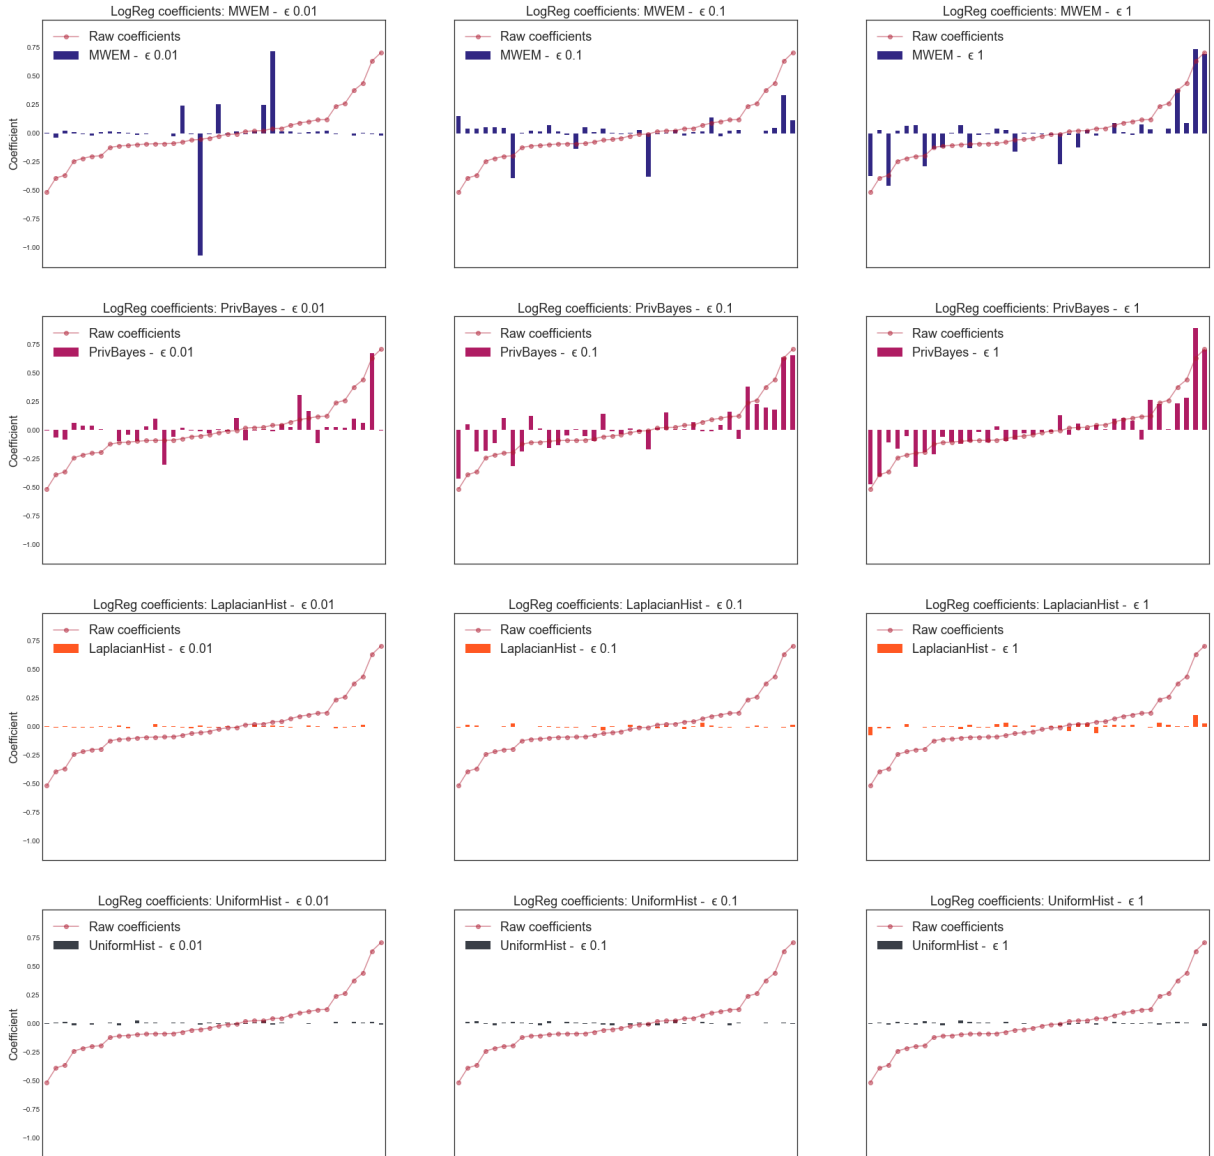 LogReg coefficients: MWEM - ϵ 0.01
Raw coefficients
MWEM - ϵ 0.01
0.75
0.50
0.25
0.00
−0.25
−0.50
−0.75
−1.00
Coefficient
LogReg coefficients: MWEM - ϵ 0.1
Raw coefficients
MWEM - ϵ 0.1
LogReg coefficients: MWEM - ϵ 1
Raw coefficients
MWEM - ϵ 1
LogReg coefficients: PrivBayes - ϵ 0.01
Raw coefficients
PrivBayes - ϵ 0.01
0.75
0.50
0.25
0.00
−0.25
−0.50
−0.75
−1.00
Coefficient
LogReg coefficients: PrivBayes - ϵ 0.1
Raw coefficients
PrivBayes - ϵ 0.1
LogReg coefficients: PrivBayes - ϵ 1
Raw coefficients
PrivBayes - ϵ 1
LogReg coefficients: LaplacianHist - ϵ 0.01
Raw coefficients
LaplacianHist - ϵ 0.01
0.75
0.50
0.25
0.00
−0.25
−0.50
−0.75
−1.00
Coefficient
LogReg coefficients: LaplacianHist - ϵ 0.1
Raw coefficients
LaplacianHist - ϵ 0.1
LogReg coefficients: LaplacianHist - ϵ 1
Raw coefficients
LaplacianHist - ϵ 1
LogReg coefficients: UniformHist - ϵ 0.01
Raw coefficients
UniformHist - ϵ 0.01
0.75
0.50
0.25
0.00
−0.25
−0.50
−0.75
−1.00
Coefficient
LogReg coefficients: UniformHist - ϵ 0.1
Raw coefficients
UniformHist - ϵ 0.1
LogReg coefficients: UniformHist - ϵ 1
Raw coefficients
UniformHist - ϵ 1